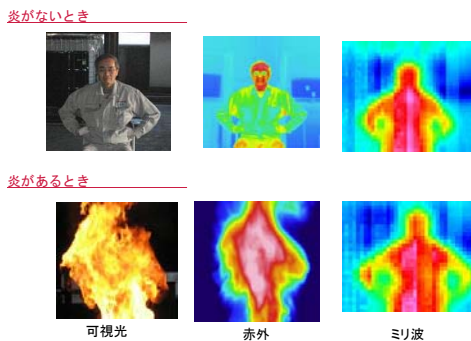 炎がないとき
炎があるとき
可視光
赤外
ミリ波